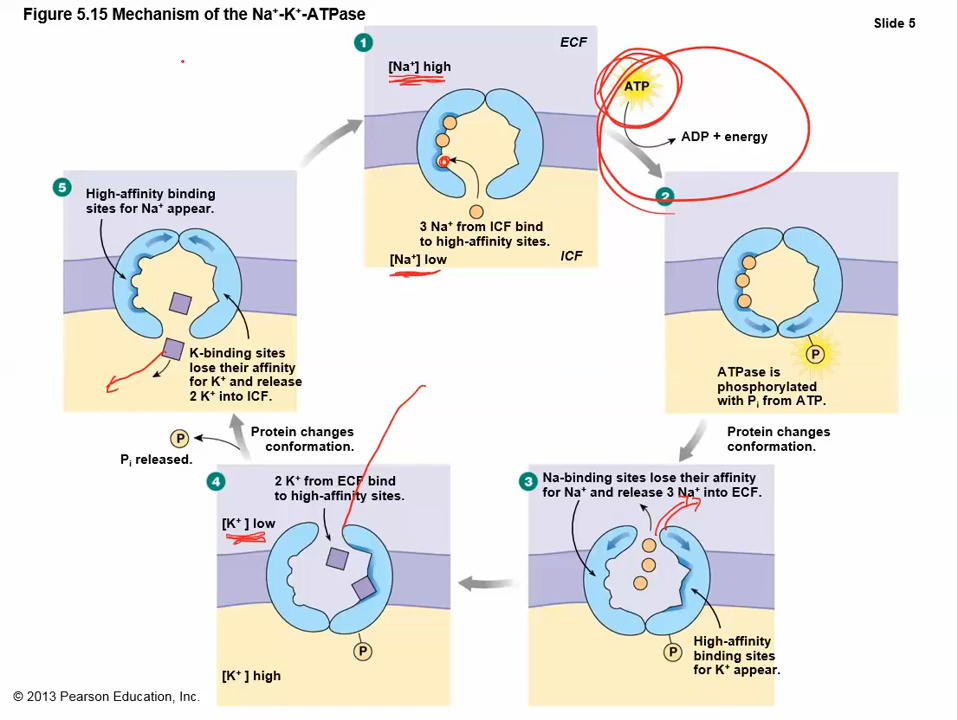 Figure 5.15 Mechanism of the Na⁺-K⁺-ATPase
Slide 5
1
ECF
[Na⁺] high
ATP
ADP + energy
3 Na⁺ from ICF bind
to high-affinity sites.
[Na⁺] low
ICF
2
P
ATPase is
phosphorylated
with Pᵢ from ATP.
Protein changes
conformation.
3
Na-binding sites lose their affinity
for Na⁺ and release 3 Na⁺ into ECF.
P
High-affinity
binding sites
for K⁺ appear.
4
2 K⁺ from ECF bind
to high-affinity sites.
[K⁺] low
P
[K⁺] high
Protein changes
conformation.
P
Pᵢ released.
5
High-affinity binding
sites for Na⁺ appear.
K-binding sites
lose their affinity
for K⁺ and release
2 K⁺ into ICF.
© 2013 Pearson Education, Inc.